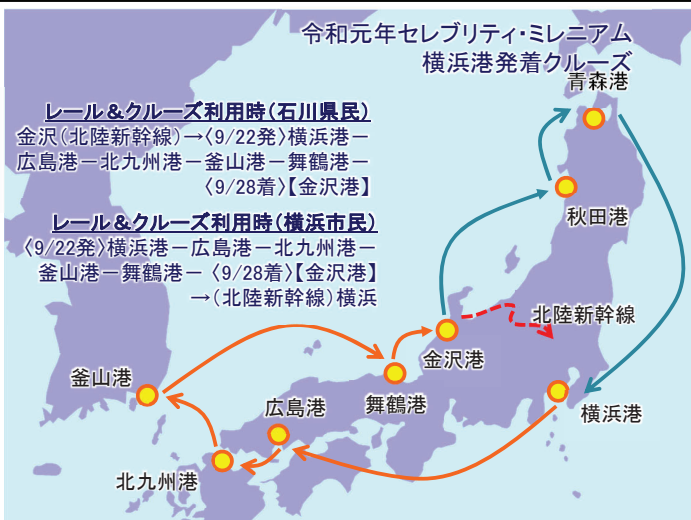 令和元年セレブリティ・ミレニアム
横浜港発着クルーズ
レール＆クルーズ利用時(石川県民)
金沢(北陸新幹線)→〈9/22発〉横浜港－
広島港－北九州港－釜山港－舞鶴港－
〈9/28着〉【金沢港】
レール＆クルーズ利用時(横浜市民)
〈9/22発〉横浜港－広島港－北九州港－
釜山港－舞鶴港－〈9/28着〉【金沢港】
→(北陸新幹線)横浜
青森港
秋田港
北陸新幹線
金沢港
舞鶴港
横浜港
釜山港
広島港
北九州港